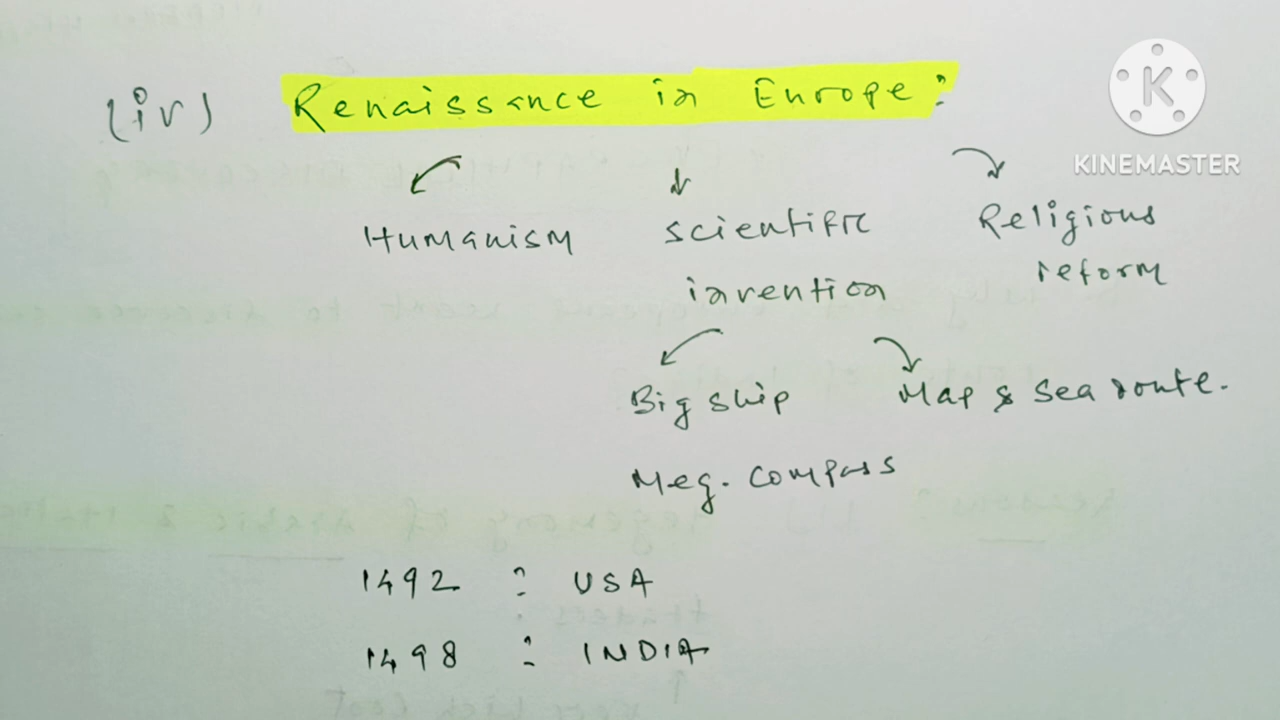 (iv) Renaissance in Europe:
KINEMASTER
Humanism scientific Religious
invention reform
Big ship Map & Sea route.
Meg. compass
1492 : USA
1498 : INDIA